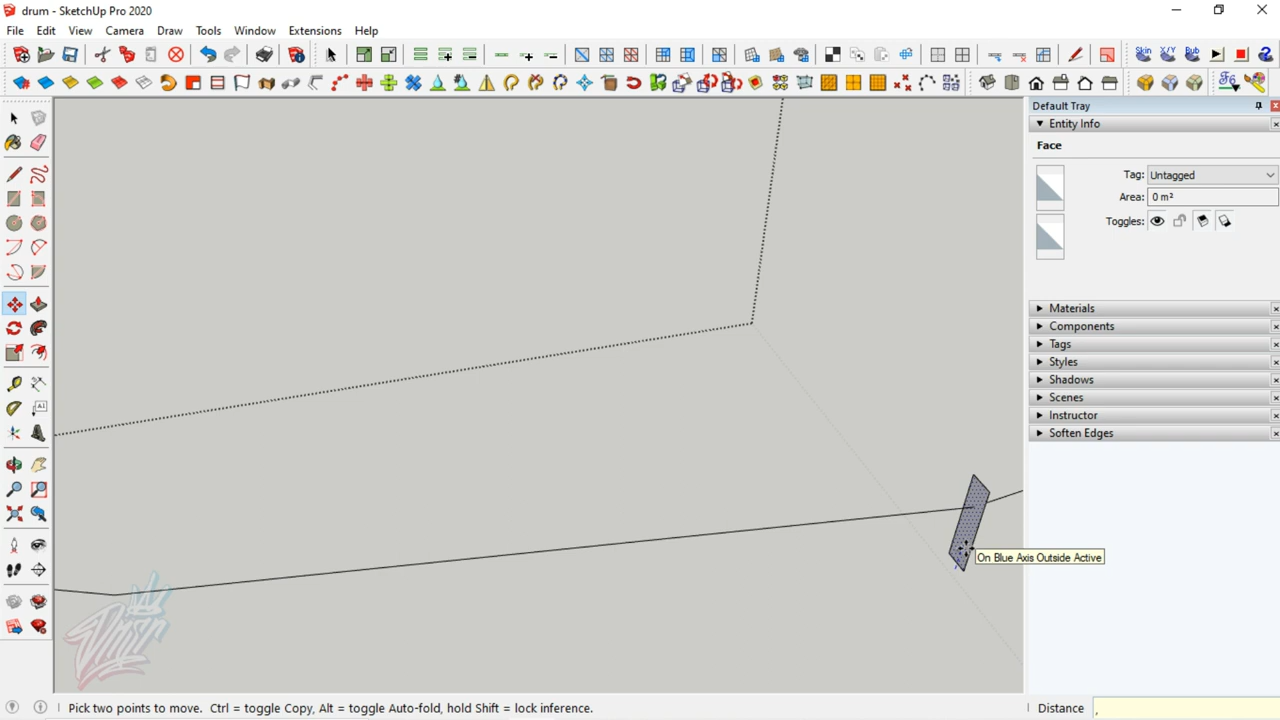 drum - SketchUp Pro 2020
File Edit View Camera Draw Tools Window Extensions Help
Skin X/Y Bub
Default Tray
Entity Info
Face
Tag: Untagged
Area: 0 m²
Toggles:
Materials
Components
Tags
Styles
Shadows
Scenes
Instructor
Soften Edges
On Blue Axis Outside Active
Pick two points to move. Ctrl = toggle Copy, Alt = toggle Auto-fold, hold Shift = lock inference.
Distance ,